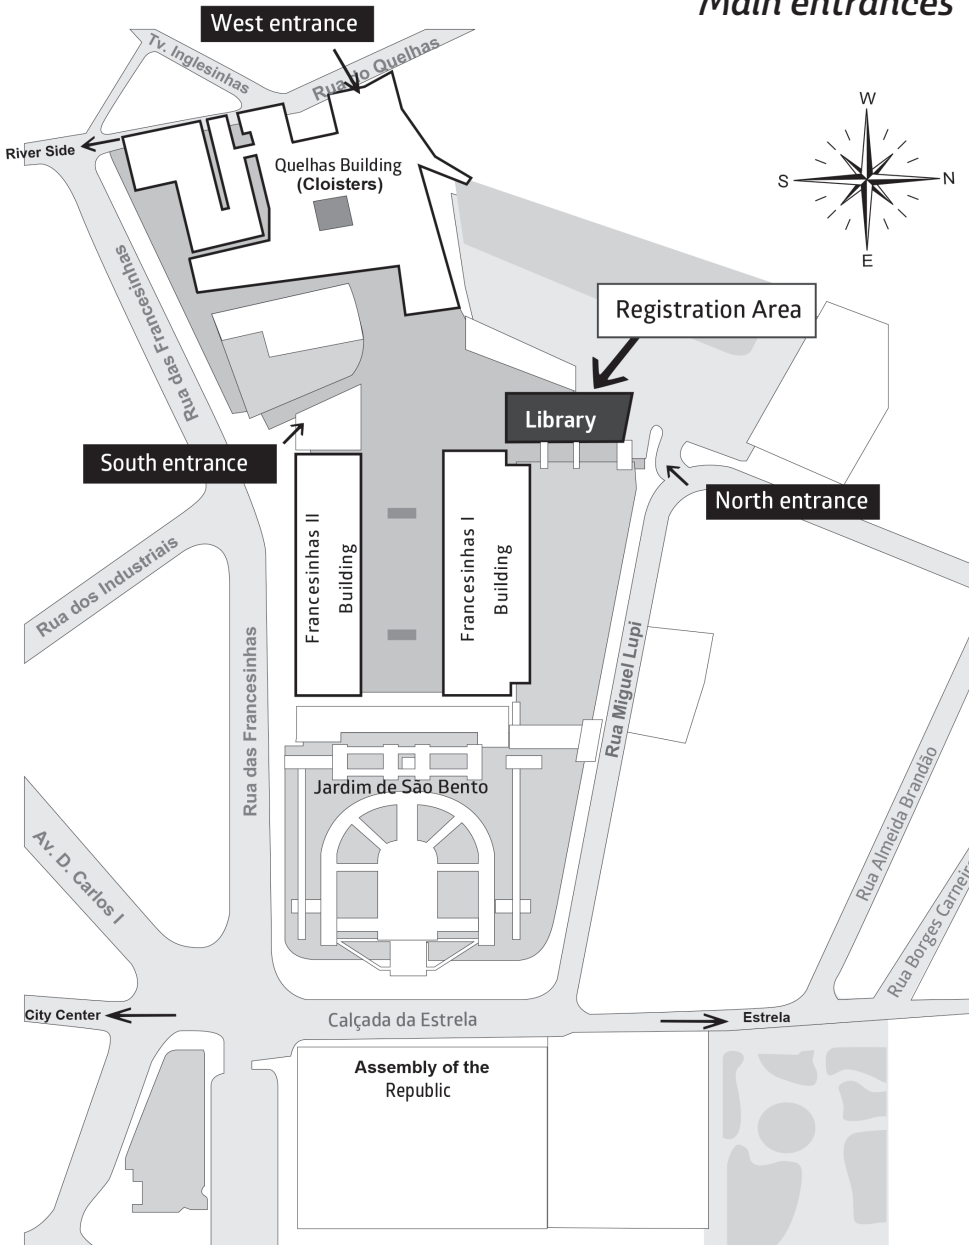 Main entrances
West entrance
Tv. Inglesinhas
Rua do Quelhas
W
River Side
Quelhas Building
(Cloisters)
S
N
E
Rua das Francesinhas
Registration Area
Library
South entrance
North entrance
Francesinhas II
Building
Francesinhas I
Building
Rua dos Industriais
Rua das Francesinhas
Rua Miguel Lupi
Jardim de São Bento
Rua Almeida Brandão
Av. D. Carlos I
Rua Borges Carneiro
City Center
Calçada da Estrela
Estrela
Assembly of the
Republic